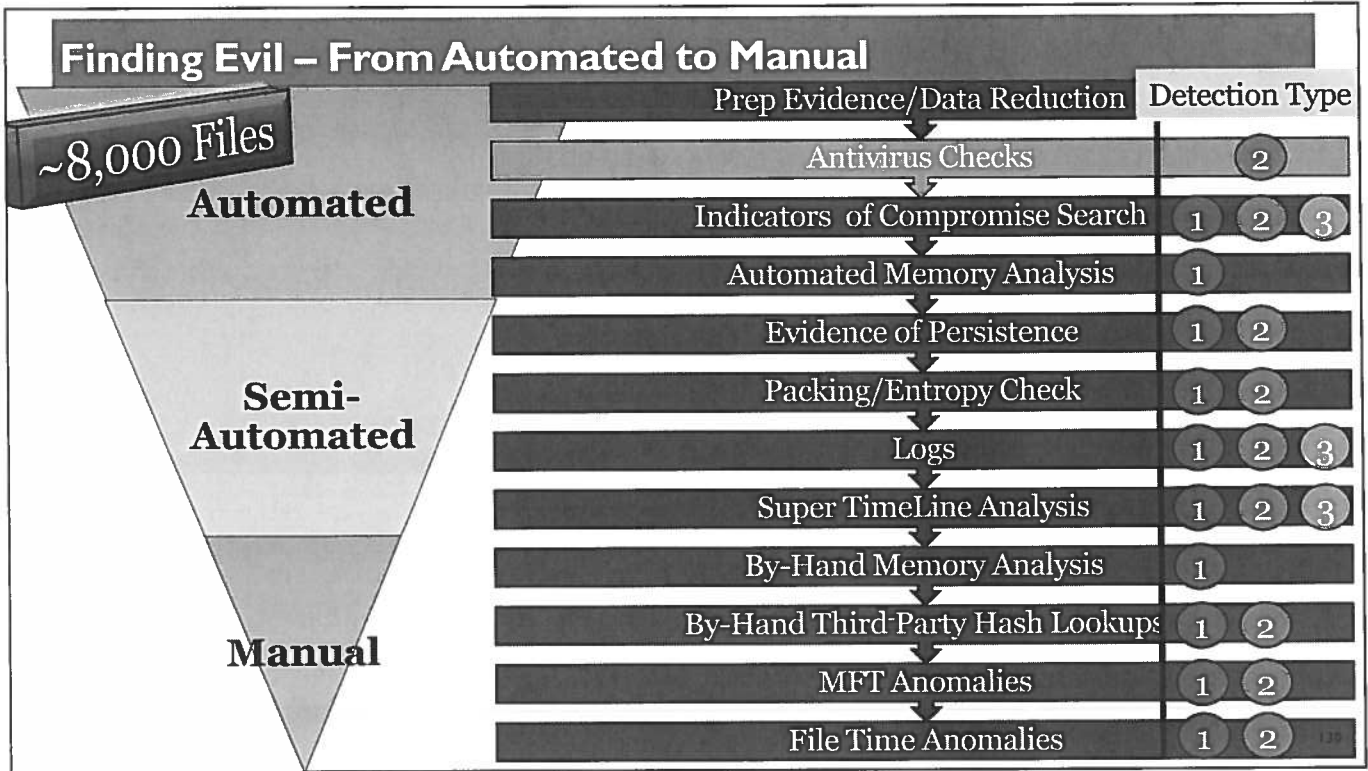 Finding Evil – From Automated to Manual
~8,000 Files
Automated
Semi-
Automated
Manual
Prep Evidence/Data Reduction Detection Type
Antivirus Checks 2
Indicators of Compromise Search 1 2 3
Automated Memory Analysis 1
Evidence of Persistence 1 2
Packing/Entropy Check 1 2
Logs 1 2 3
Super TimeLine Analysis 1 2 3
By-Hand Memory Analysis 1
By-Hand Third-Party Hash Lookups 1 2
MFT Anomalies 1 2
File Time Anomalies 1 2